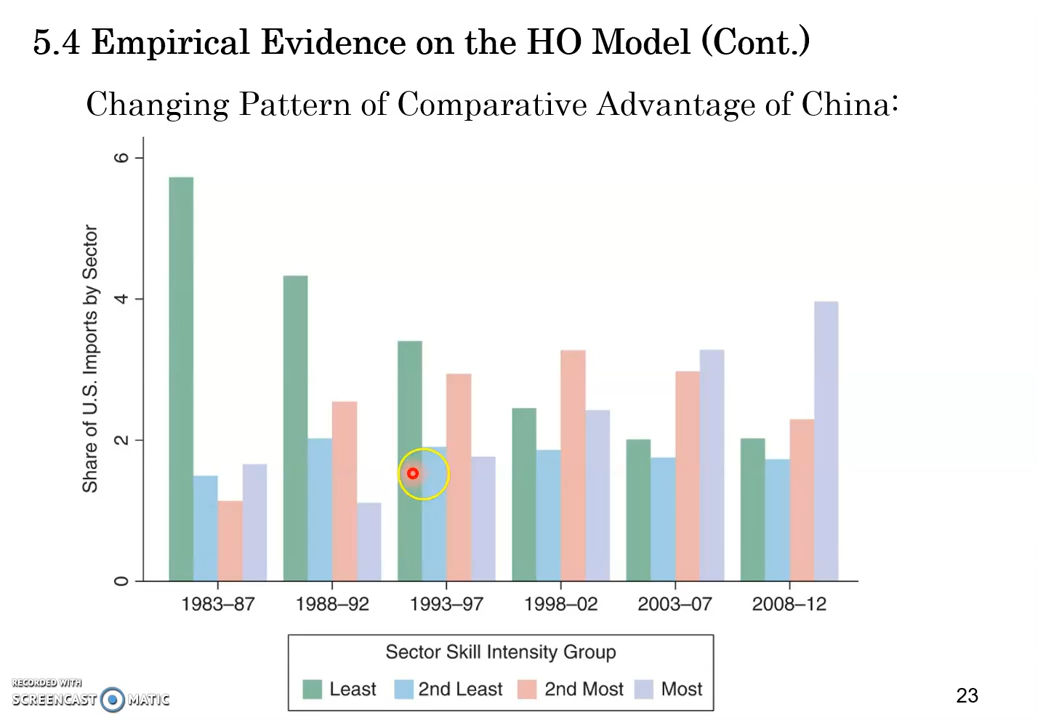 5.4 Empirical Evidence on the HO Model (Cont.)
Changing Pattern of Comparative Advantage of China:
Share of U.S. Imports by Sector
6
4
2
0
1983–87 1988–92 1993–97 1998–02 2003–07 2008–12
Sector Skill Intensity Group
Least 2nd Least 2nd Most Most
RECORDED WITH
SCREENCAST MATIC
23